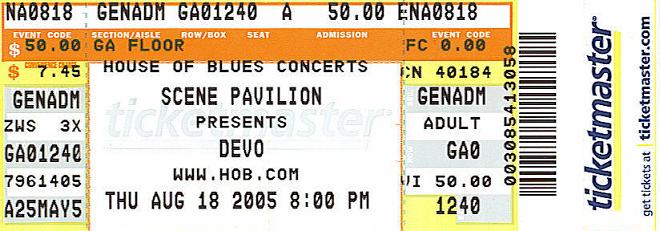 NA0818 GENADM GA01240 A 50.00 ENA0818
EVENT CODE SECTION/AISLE ROW/BOX SEAT ADMISSION EVENT CODE
$ 50.00 GA FLOOR FC 0.00
$ 7.45 HOUSE OF BLUES CONCERTS CN 40184
GENADM SCENE PAVILION GENADM
ZWS 3X PRESENTS ADULT
GA01240 DEVO GA0
7961405 WWW.HOB.COM VI 50.00
A25MAY5 THU AUG 18 2005 8:00 PM 1240
ticketmaster
003085413058
ticketmaster
get tickets at ticketmaster.com